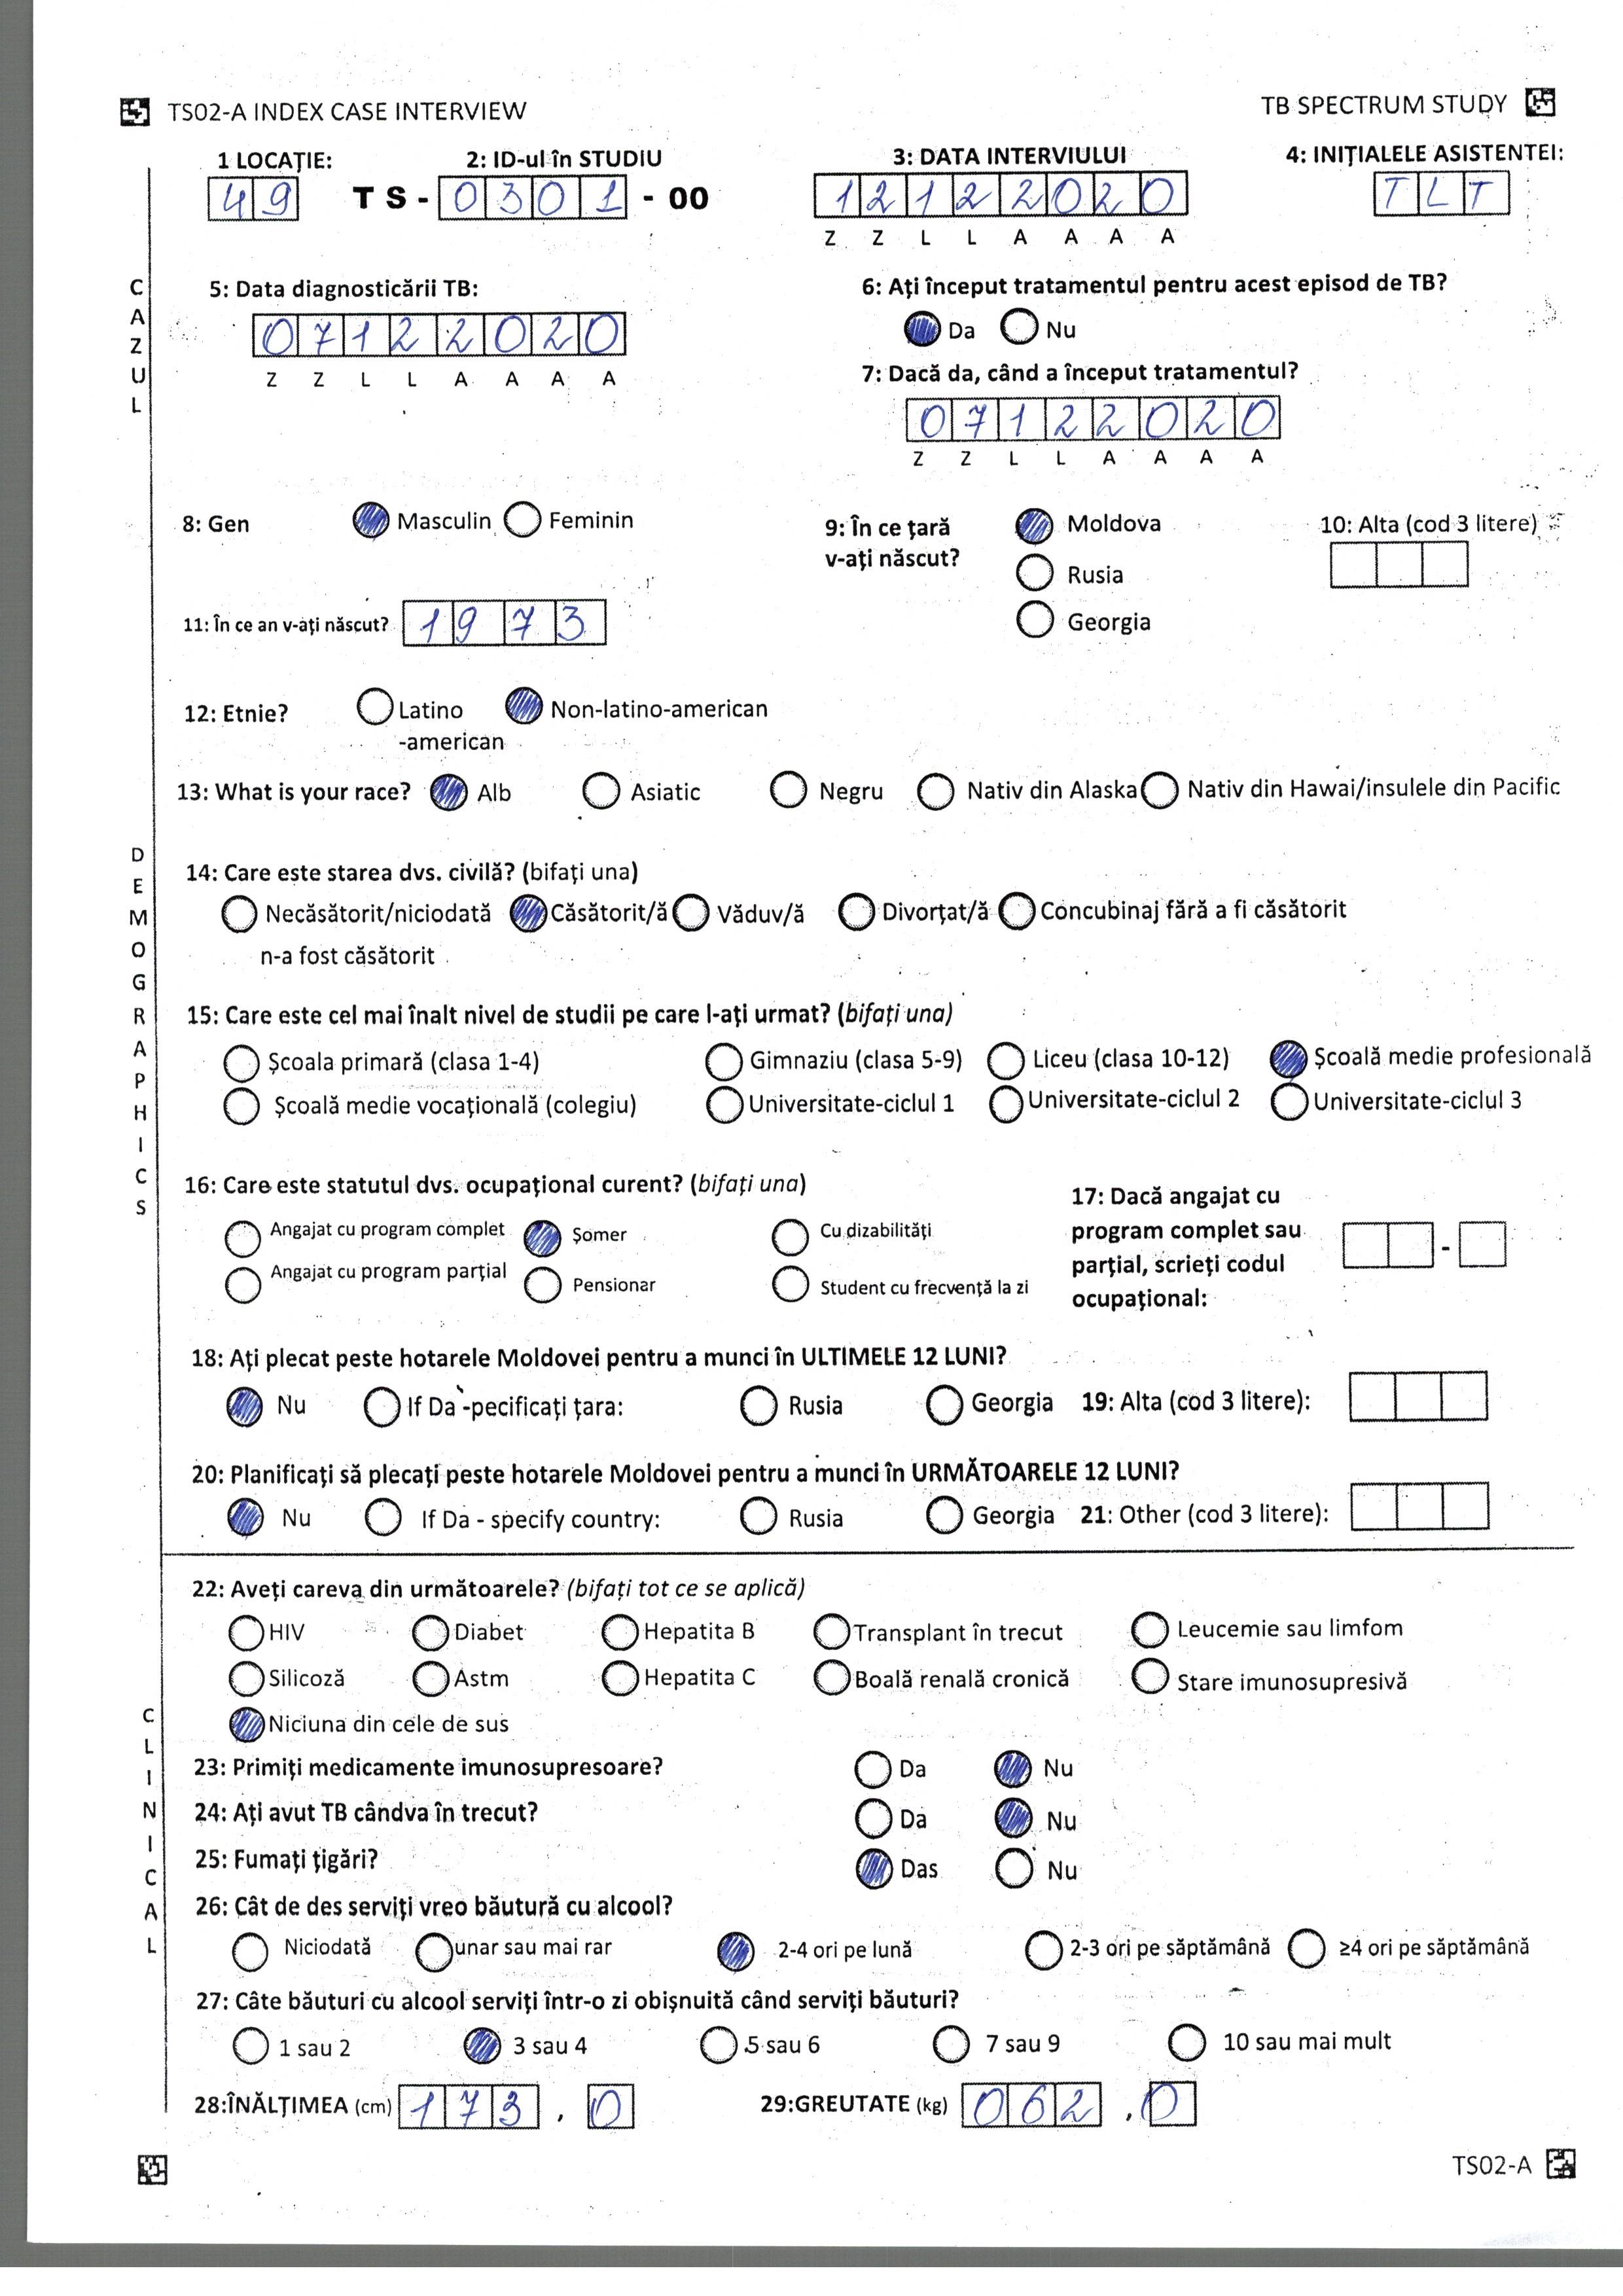 TS02-A INDEX CASE INTERVIEW TB SPECTRUM STUDY
1 LOCAȚIE: 2: ID-ul în STUDIU 3: DATA INTERVIULUI 4: INIȚIALELE ASISTENTEI:
49 TS-0301-00 12122020 TLT
Z Z L L A A A A
5: Data diagnosticării TB: 6: Ați început tratamentul pentru acest episod de TB?
07122020 Da Nu
Z Z L L A A A A 7: Dacă da, când a început tratamentul?
07122020
Z Z L L A A A A
CAZUL
8: Gen Masculin Feminin 9: În ce țară v-ați născut? Moldova 10: Alta (cod 3 litere)
Rusia
11: În ce an v-ați născut? 1973 Georgia
12: Etnie? Latino Non-latino-american
-american
13: What is your race? Alb Asiatic Negru Nativ din Alaska Nativ din Hawai/insulele din Pacific
DEMOGRAPHICS
14: Care este starea dvs. civilă? (bifați una)
Necăsătorit/niciodată Căsătorit/ă Văduv/ă Divorțat/ă Concubinaj fără a fi căsătorit
n-a fost căsătorit
15: Care este cel mai înalt nivel de studii pe care l-ați urmat? (bifați una)
Școala primară (clasa 1-4) Gimnaziu (clasa 5-9) Liceu (clasa 10-12) Școală medie profesională
Școală medie vocațională (colegiu) Universitate-ciclul 1 Universitate-ciclul 2 Universitate-ciclul 3
16: Care este statutul dvs. ocupațional curent? (bifați una) 17: Dacă angajat cu
Angajat cu program complet Șomer Cu dizabilități program complet sau
Angajat cu program parțial Pensionar Student cu frecvență la zi parțial, scrieți codul
ocupațional: -
18: Ați plecat peste hotarele Moldovei pentru a munci în ULTIMELE 12 LUNI?
Nu If Da -pecificați țara: Rusia Georgia 19: Alta (cod 3 litere):
20: Planificați să plecați peste hotarele Moldovei pentru a munci în URMĂTOARELE 12 LUNI?
Nu If Da - specify country: Rusia Georgia 21: Other (cod 3 litere):
22: Aveți careva din următoarele? (bifați tot ce se aplică)
HIV Diabet Hepatita B Transplant în trecut Leucemie sau limfom
Silicoză Astm Hepatita C Boală renală cronică Stare imunosupresivă
Niciuna din cele de sus
CLINICAL
23: Primiți medicamente imunosupresoare? Da Nu
24: Ați avut TB cândva în trecut? Da Nu
25: Fumați țigări? Das Nu
26: Cât de des serviți vreo băutură cu alcool?
Niciodată unar sau mai rar 2-4 ori pe lună 2-3 ori pe săptămână ≥4 ori pe săptămână
27: Câte băuturi cu alcool serviți într-o zi obișnuită când serviți băuturi?
1 sau 2 3 sau 4 5 sau 6 7 sau 9 10 sau mai mult
28:ÎNĂLȚIMEA (cm) 173,0 29:GREUTATE (kg) 062,0
TS02-A